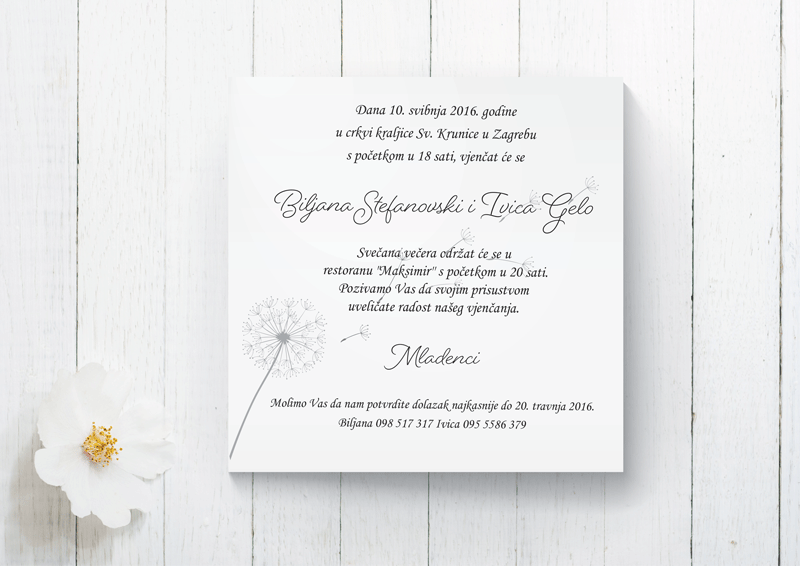 Dana 10. svibnja 2016. godine
u crkvi kraljice Sv. Krunice u Zagrebu
s početkom u 18 sati, vjenčat će se
Biljana Stefanovski i Ivica Gelo
Svečana večera održat će se u
restoranu "Maksimir" s početkom u 20 sati.
Pozivamo Vas da svojim prisustvom
uveličate radost našeg vjenčanja.
Mladenci
Molimo Vas da nam potvrdite dolazak najkasnije do 20. travnja 2016.
Biljana 098 517 317 Ivica 095 5586 379